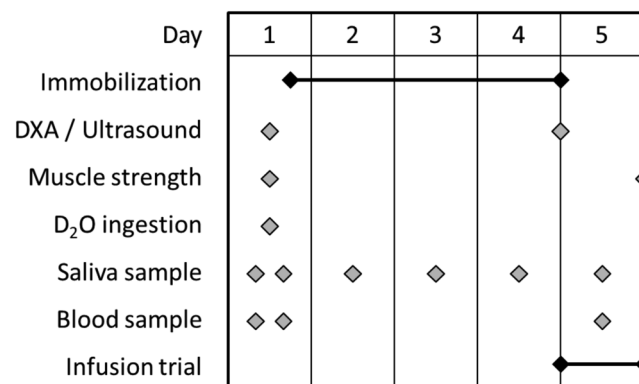 Day 1 2 3 4 5
Immobilization
DXA / Ultrasound
Muscle strength
D₂O ingestion
Saliva sample
Blood sample
Infusion trial